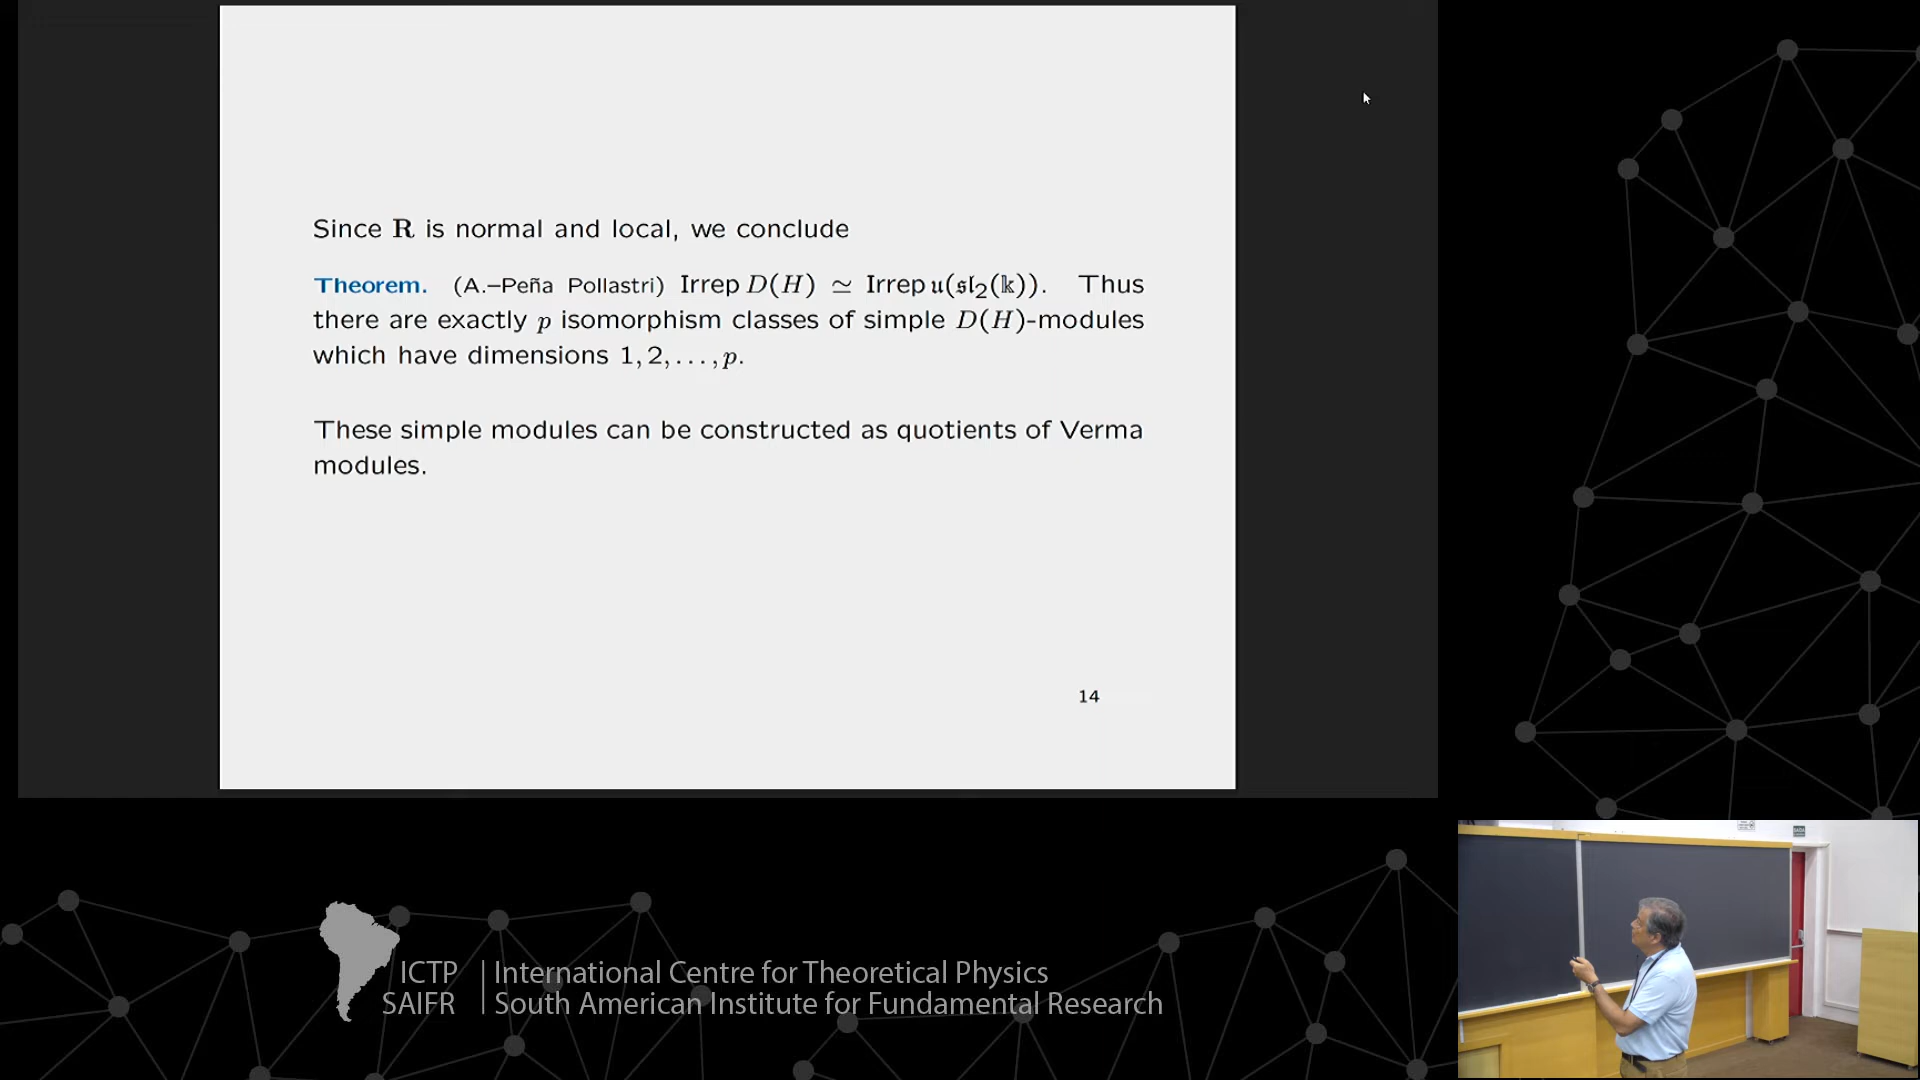 Since R is normal and local, we conclude
Theorem. (A.–Peña Pollastri) Irrep D(H) ≃ Irrep 𝔲(𝔰𝔩₂(𝕜)). Thus
there are exactly p isomorphism classes of simple D(H)-modules
which have dimensions 1, 2, . . . , p.
These simple modules can be constructed as quotients of Verma
modules.
14
ICTP | International Centre for Theoretical Physics
SAIFR | South American Institute for Fundamental Research